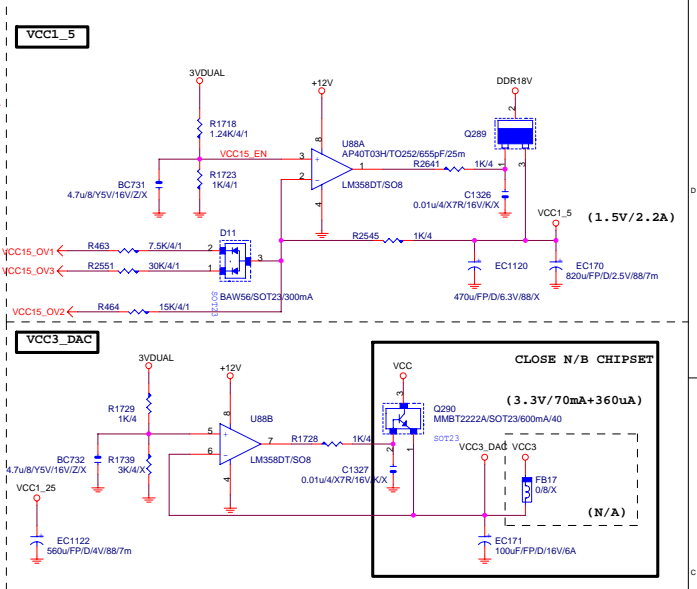 VCC1_5
3VDUAL
+12V
DDR18V
R1718
1.24K/4/1
VCC15_EN
R1723
1K/4/1
BC731
4.7u/8/Y5V/16V/Z/X
U88A
AP40T03H/TO252/655pF/25m
LM358DT/SO8
3
2
8
4
1
R2641
1K/4
Q289
2
1
3
C1326
0.01u/4/X7R/16V/K/X
VCC1_5
(1.5V/2.2A)
D
D11
VCC15_OV1
R463
7.5K/4/1
2
VCC15_OV3
R2551
30K/4/1
1
3
BAW56/SOT23/300mA
SOT23
VCC15_OV2
R464
15K/4/1
R2545
1K/4
EC1120
470u/FP/D/6.3V/88/X
EC170
820u/FP/D/2.5V/88/7m
VCC3_DAC
3VDUAL
+12V
VCC
CLOSE N/B CHIPSET
(3.3V/70mA+360uA)
R1729
1K/4
R1739
3K/4/X
BC732
4.7u/8/Y5V/16V/Z/X
U88B
LM358DT/SO8
5
6
8
4
7
R1728
1K/4
3
Q290
MMBT2222A/SOT23/600mA/40
SOT23
2
1
C1327
0.01u/4/X7R/16V/K/X
VCC3_DAC
VCC3
FB17
0/8/X
(N/A)
VCC1_25
EC1122
560u/FP/D/4V/88/7m
EC171
100uF/FP/D/16V/6A
C